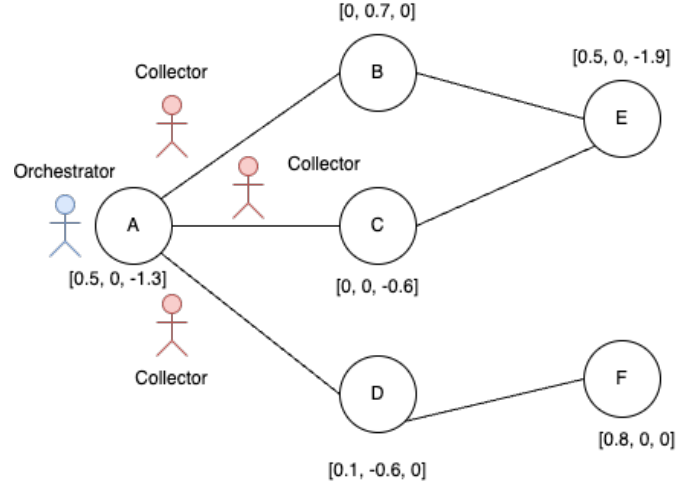 [0, 0.7, 0]
B
[0.5, 0, -1.9]
E
Collector
Collector
Orchestrator
A
C
[0.5, 0, -1.3]
[0, 0, -0.6]
Collector
D
F
[0.8, 0, 0]
[0.1, -0.6, 0]